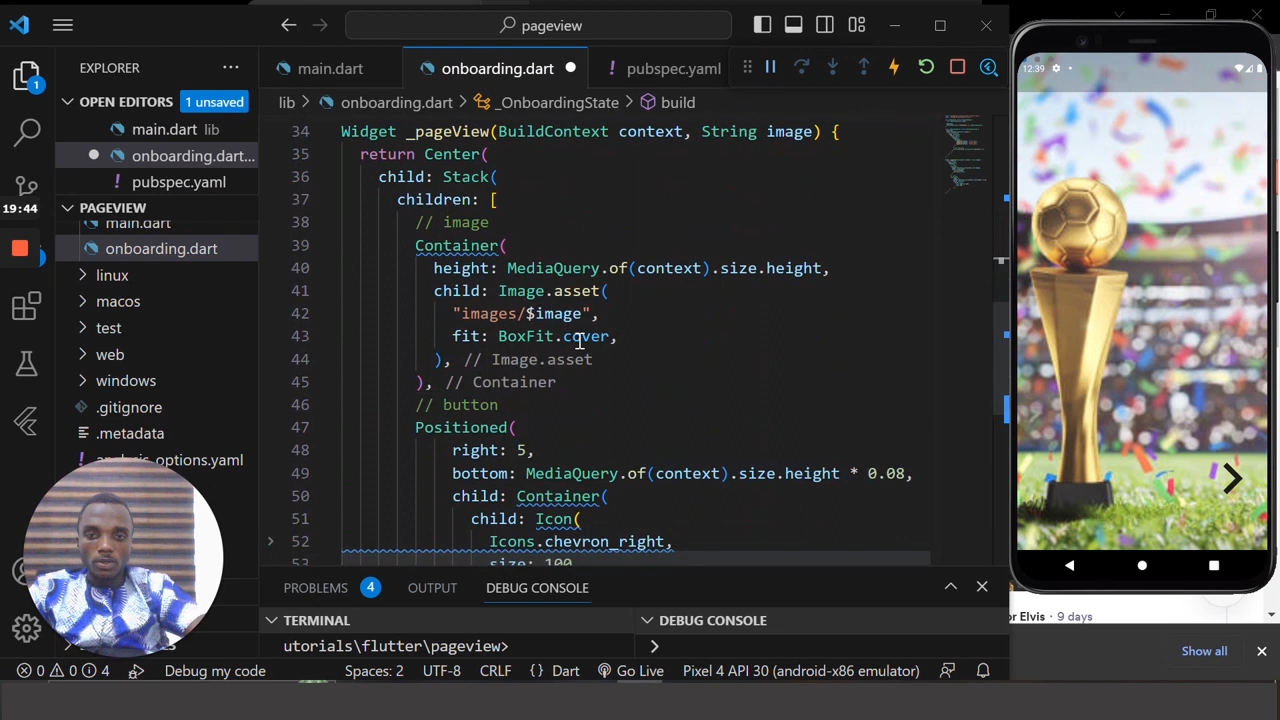 pageview
EXPLORER
main.dart
onboarding.dart
pubspec.yaml
1
OPEN EDITORS
1 unsaved
lib
onboarding.dart
_OnboardingState
build
main.dart lib
onboarding.dart...
pubspec.yaml
19:44
PAGEVIEW
main.dart
onboarding.dart
linux
macos
test
web
windows
.gitignore
.metadata
analysis_options.yaml
34 Widget _pageView(BuildContext context, String image) {
35 return Center(
36 child: Stack(
37 children: [
38 // image
39 Container(
40 height: MediaQuery.of(context).size.height,
41 child: Image.asset(
42 "images/$image",
43 fit: BoxFit.cover,
44 ), // Image.asset
45 ), // Container
46 // button
47 Positioned(
48 right: 5,
49 bottom: MediaQuery.of(context).size.height * 0.08,
50 child: Container(
51 child: Icon(
52 Icons.chevron_right,
53 size: 100
PROBLEMS 4 OUTPUT DEBUG CONSOLE
TERMINAL
DEBUG CONSOLE
utorials\flutter\pageview>
0 0 4 Debug my code Spaces: 2 UTF-8 CRLF {} Dart Go Live Pixel 4 API 30 (android-x86 emulator)
12:39
or Elvis • 9 days
Show all